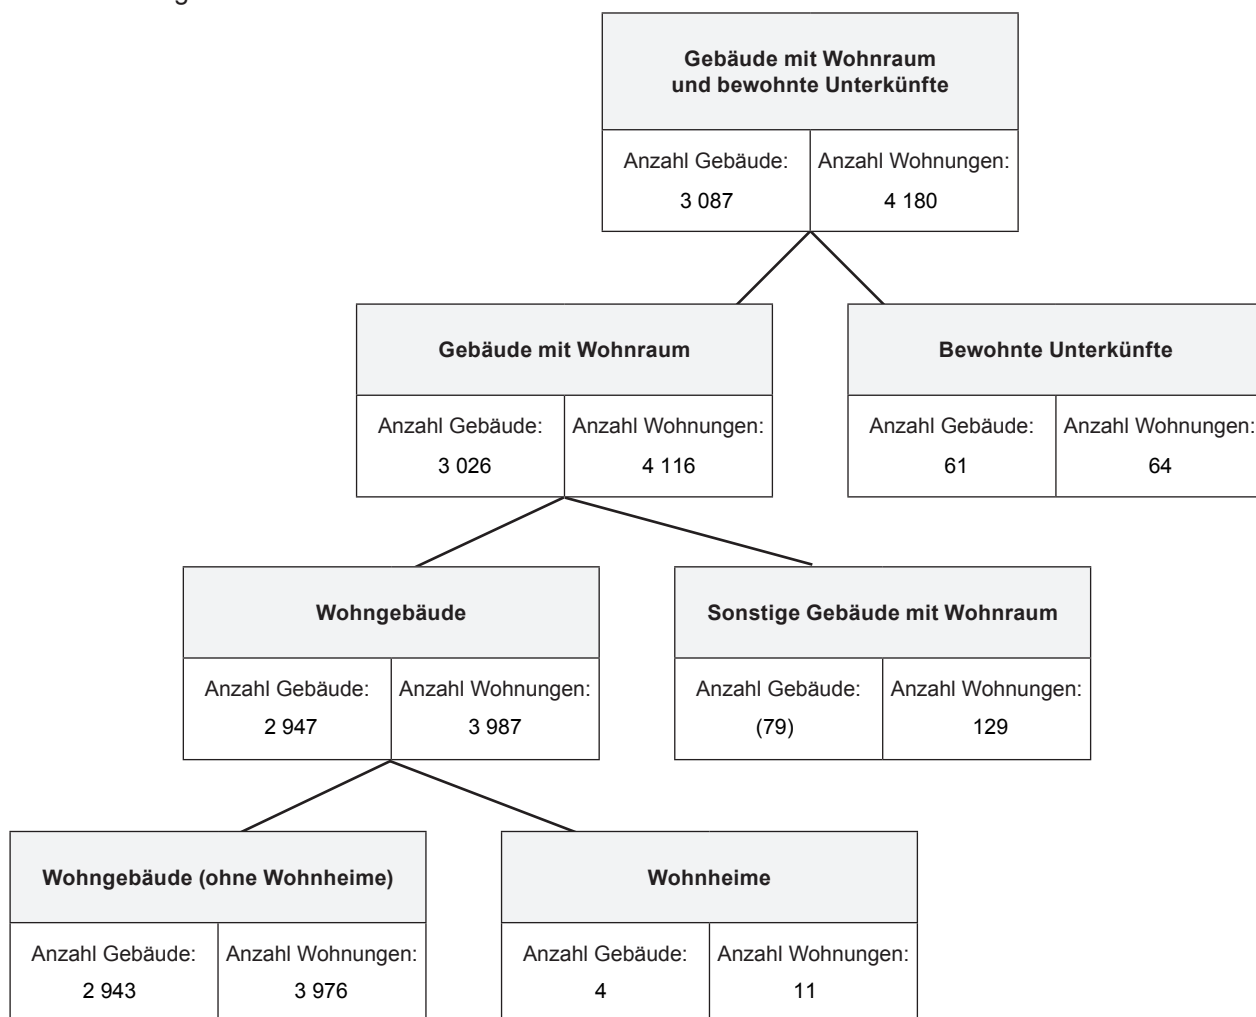 Gebäude mit Wohnraum
und bewohnte Unterkünfte
Anzahl Gebäude: Anzahl Wohnungen:
3 087 4 180
Gebäude mit Wohnraum Bewohnte Unterkünfte
Anzahl Gebäude: Anzahl Wohnungen: Anzahl Gebäude: Anzahl Wohnungen:
3 026 4 116 61 64
Wohngebäude Sonstige Gebäude mit Wohnraum
Anzahl Gebäude: Anzahl Wohnungen: Anzahl Gebäude: Anzahl Wohnungen:
2 947 3 987 (79) 129
Wohngebäude (ohne Wohnheime) Wohnheime
Anzahl Gebäude: Anzahl Wohnungen: Anzahl Gebäude: Anzahl Wohnungen:
2 943 3 976 4 11